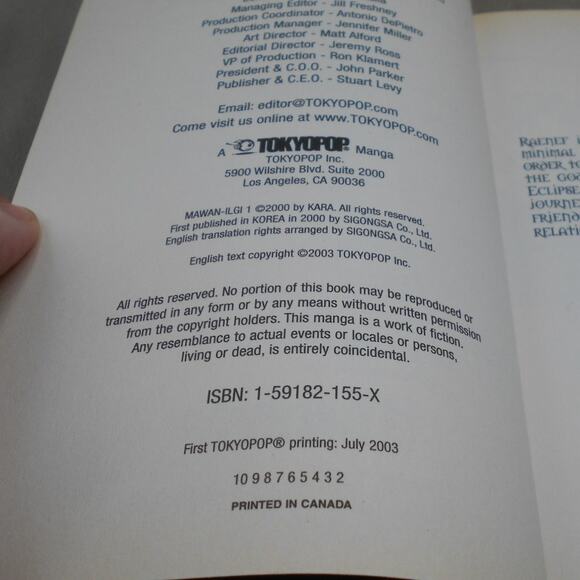 Managing Editor - Jill Freshney
Production Coordinator - Antonio DePietro
Production Manager - Jennifer Miller
Art Director - Matt Alford
Editorial Director - Jeremy Ross
VP of Production - Ron Klamert
President & C.O.O. - John Parker
Publisher & C.E.O. - Stuart Levy
Email: editor@TOKYOPOP.com
Come visit us online at www.TOKYOPOP.com
A TOKYOPOP® Manga
TOKYOPOP Inc.
5900 Wilshire Blvd. Suite 2000
Los Angeles, CA 90036
MAWAN-ILGI 1 ©2000 by KARA. All rights reserved.
First published in KOREA in 2000 by SIGONGSA Co., Ltd.
English translation rights arranged by SIGONGSA Co., Ltd.
English text copyright ©2003 TOKYOPOP Inc.
All rights reserved. No portion of this book may be reproduced or
transmitted in any form or by any means without written permission
from the copyright holders. This manga is a work of fiction.
Any resemblance to actual events or locales or persons,
living or dead, is entirely coincidental.
ISBN: 1-59182-155-X
First TOKYOPOP® printing: July 2003
10 9 8 7 6 5 4 3 2
PRINTED IN CANADA
Raenef
minimal
order to
the goo
Eclipse
journe
friend
relati